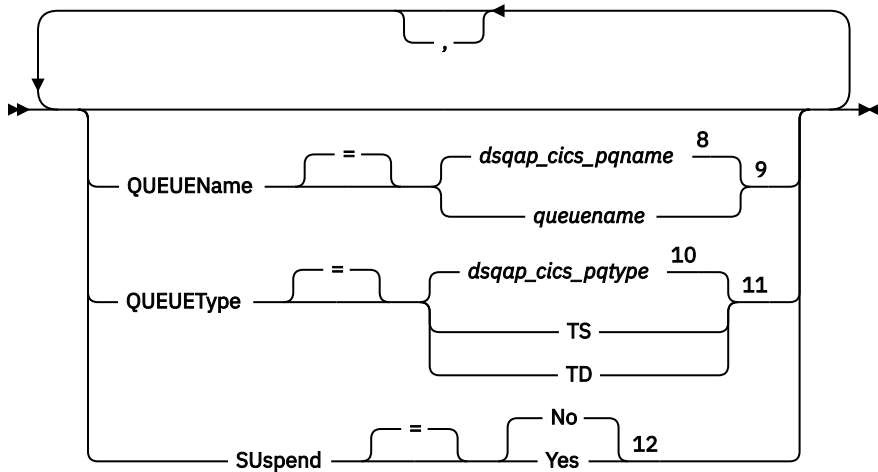 ,
QUEUEName = dsqap_cics_pqname 8 9
queuename
QUEUEType = dsqap_cics_pqtype 10 11
TS
TD
SUspend = No 12
Yes